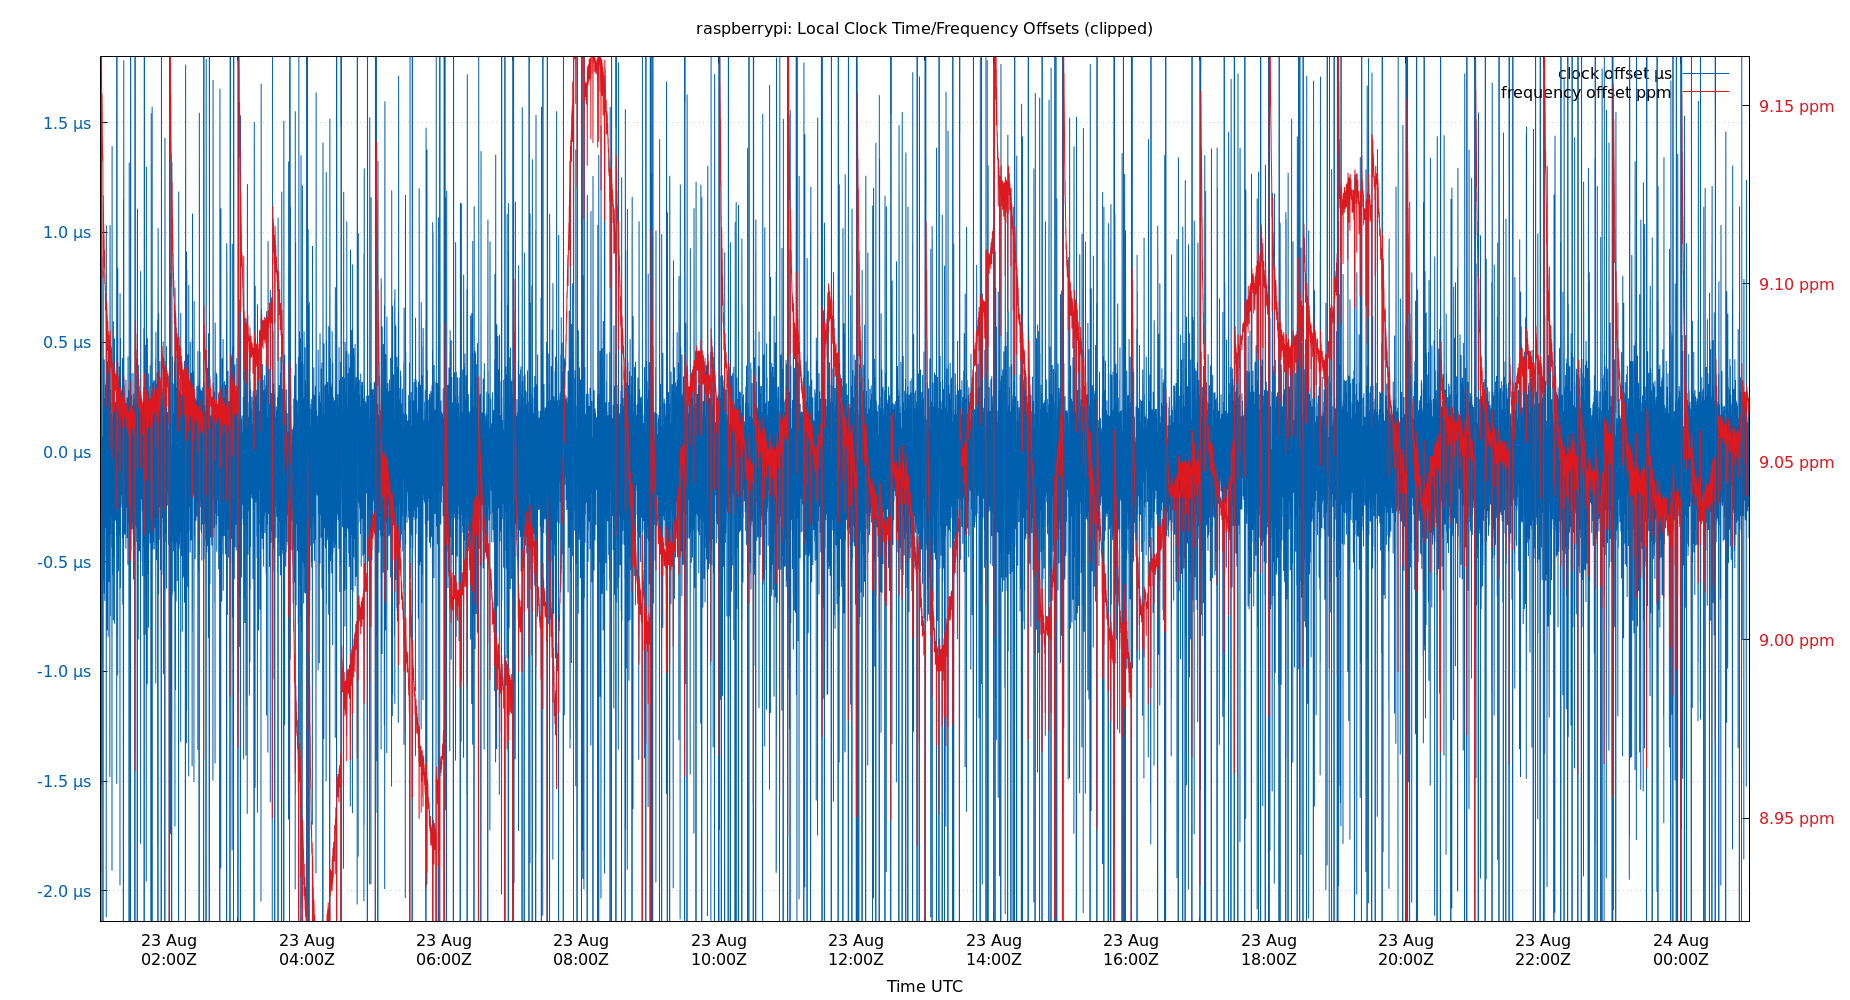 raspberrypi: Local Clock Time/Frequency Offsets (clipped)
clock offset µs
frequency offset ppm
1.5 µs
1.0 µs
0.5 µs
0.0 µs
-0.5 µs
-1.0 µs
-1.5 µs
-2.0 µs
9.15 ppm
9.10 ppm
9.05 ppm
9.00 ppm
8.95 ppm
23 Aug 23 Aug 23 Aug 23 Aug 23 Aug 23 Aug 23 Aug 23 Aug 23 Aug 23 Aug 23 Aug 24 Aug
02:00Z 04:00Z 06:00Z 08:00Z 10:00Z 12:00Z 14:00Z 16:00Z 18:00Z 20:00Z 22:00Z 00:00Z
Time UTC